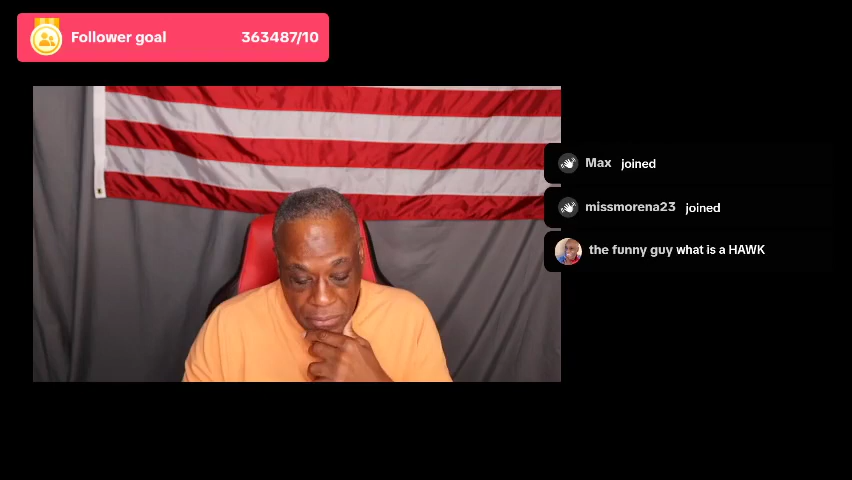 Follower goal 363487/10
Max joined
missmorena23 joined
the funny guy what is a HAWK